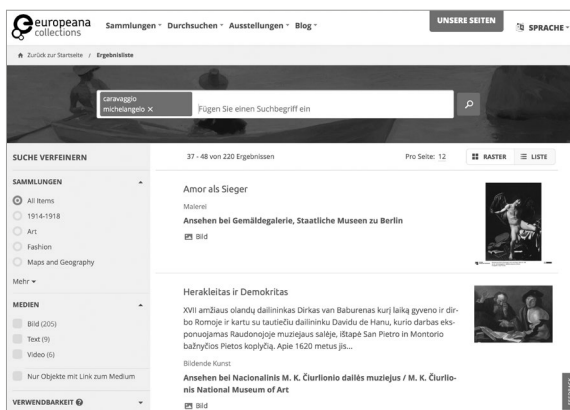 europeana
collections
Sammlungen
Durchsuchen
Ausstellungen
Blog
UNSERE SEITEN
SPRACHE
Zurück zur Startseite / Ergebnisliste
caravaggio
michelangelo ×
Fügen Sie einen Suchbegriff ein
SUCHE VERFEINERN
37 - 48 von 220 Ergebnissen
Pro Seite: 12
RASTER
LISTE
SAMMLUNGEN
All Items
1914-1918
Art
Fashion
Maps and Geography
Mehr
MEDIEN
Bild (205)
Text (9)
Video (6)
Nur Objekte mit Link zum Medium
VERWENDBARKEIT
Amor als Sieger
Malerei
Ansehen bei Gemäldegalerie, Staatliche Museen zu Berlin
Bild
Herakleitas ir Demokritas
XVII amžiaus olandų dailininkas Dirkas van Baburenas kurį laiką gyveno ir dir-
bo Romoje ir kartu su tautiečiu dailininku Davidu de Hanu, kurio darbas eks-
ponuojamas Raudonojoje muziejaus salėje, ištapė San Pietro in Montorio
bažnyčios Pietos koplyčią. Apie 1620 metus jis...
Bildende Kunst
Ansehen bei Nacionalinis M. K. Čiurlionio dailės muziejus / M. K. Čiurlio-
nis National Museum of Art
Bild